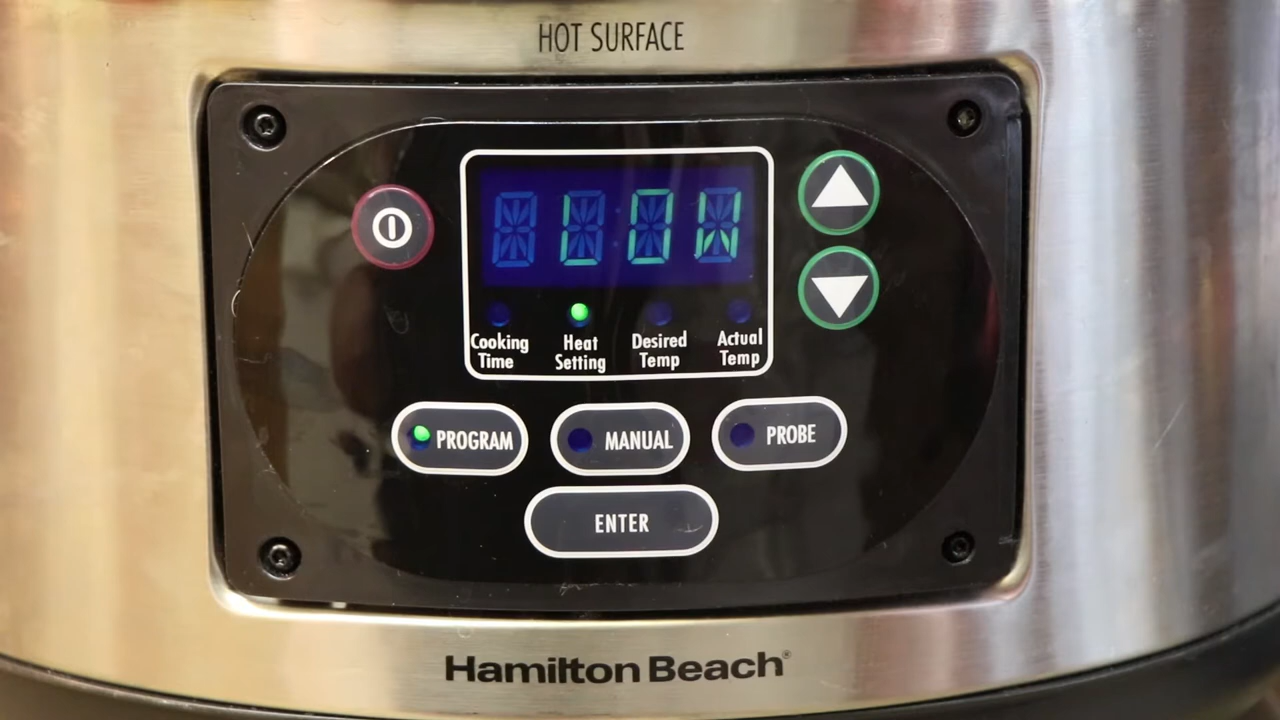 HOT SURFACE
LOW
Cooking Time
Heat Setting
Desired Temp
Actual Temp
PROGRAM
MANUAL
PROBE
ENTER
Hamilton Beach®